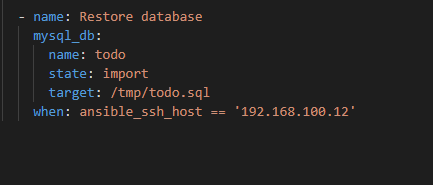 - name: Restore database
mysql_db:
name: todo
state: import
target: /tmp/todo.sql
when: ansible_ssh_host == '192.168.100.12'